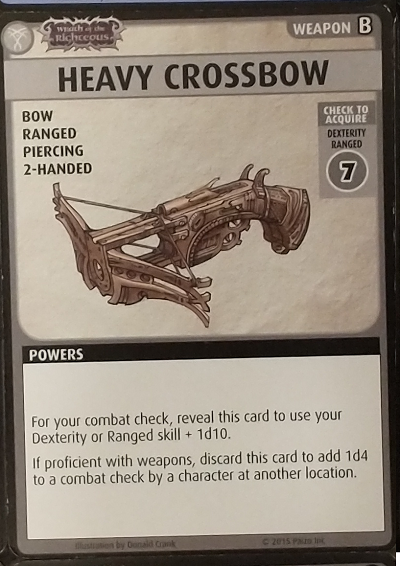 Wrath of the
Righteous
WEAPON B
HEAVY CROSSBOW
BOW
RANGED
PIERCING
2-HANDED
CHECK TO
ACQUIRE
DEXTERITY
RANGED
7
POWERS
For your combat check, reveal this card to use your
Dexterity or Ranged skill + 1d10.
If proficient with weapons, discard this card to add 1d4
to a combat check by a character at another location.
Illustration by Donald Crank
© 2015 Paizo Inc.